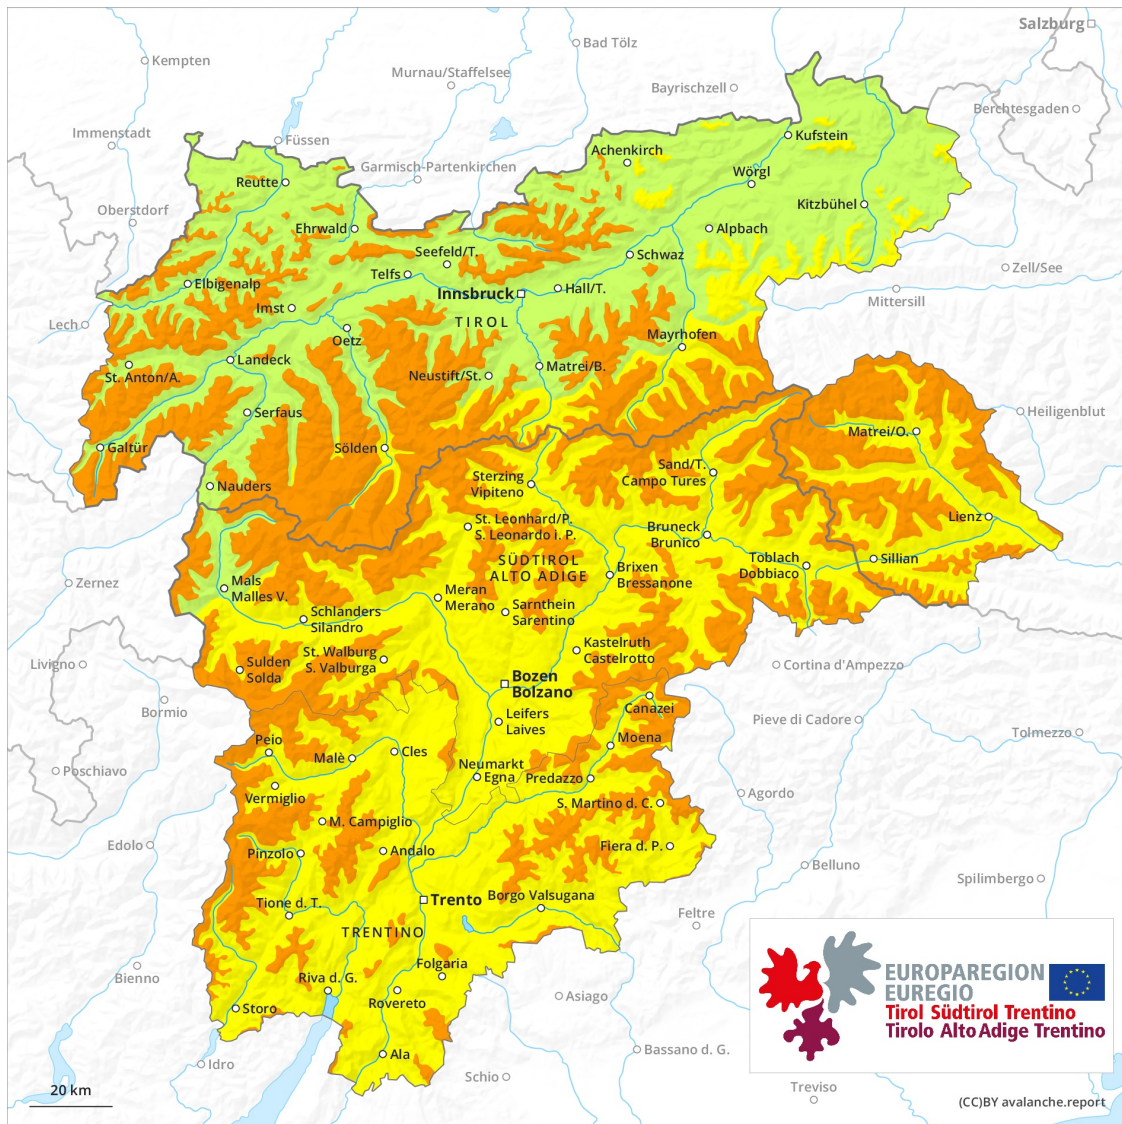 Salzburg
Bad Tölz
Kempten
Murnau/Staffelsee
Bayrischzell
Berchtesgaden
Immenstadt
Füssen
Kufstein
Achenkirch
Garmisch-Partenkirchen
Wörgl
Reutte
Kitzbühel
Oberstdorf
Ehrwald
Alpbach
Seefeld/T.
Schwaz
Zell/See
Telfs
Elbigenalp
Hall/T.
Innsbruck
Mittersill
Imst
TIROL
Lech
Oetz
Mayrhofen
Landeck
Matrei/B.
St. Anton/A.
Neustift/St.
Serfaus
Heiligenblut
Matrei/O.
Galtür
Sölden
Sand/T.
Campo Tures
Sterzing
Vipiteno
Nauders
Lienz
St. Leonhard/P.
S. Leonardo i. P.
Bruneck
Brunico
SÜDTIROL
ALTO ADIGE
Toblach
Dobbiaco
Sillian
Brixen
Bressanone
Zernez
Mals
Malles V.
Meran
Merano
Sarnthein
Sarentino
Schlanders
Silandro
Kastelruth
Castelrotto
St. Walburg
S. Valburga
Livigno
Sulden
Solda
Cortina d'Ampezzo
Bozen
Bolzano
Canazei
Bormio
Leifers
Laives
Pieve di Cadore
Tolmezzo
Moena
Peio
Cles
Malè
Neumarkt
Egna
Predazzo
Poschiavo
Vermiglio
Agordo
S. Martino d. C.
M. Campiglio
Edolo
Fiera d. P.
Pinzolo
Andalo
Belluno
Spilimbergo
Trento
Borgo Valsugana
Tione d. T.
Feltre
TRENTINO
Folgaria
Bienno
Riva d. G.
Rovereto
Asiago
Storo
EUROPAREGION
EUREGIO
Tirol Südtirol Trentino
Tirolo Alto Adige Trentino
Ala
Bassano d. G.
Idro
Schio
Treviso
20 km
(CC)BY avalanche.report